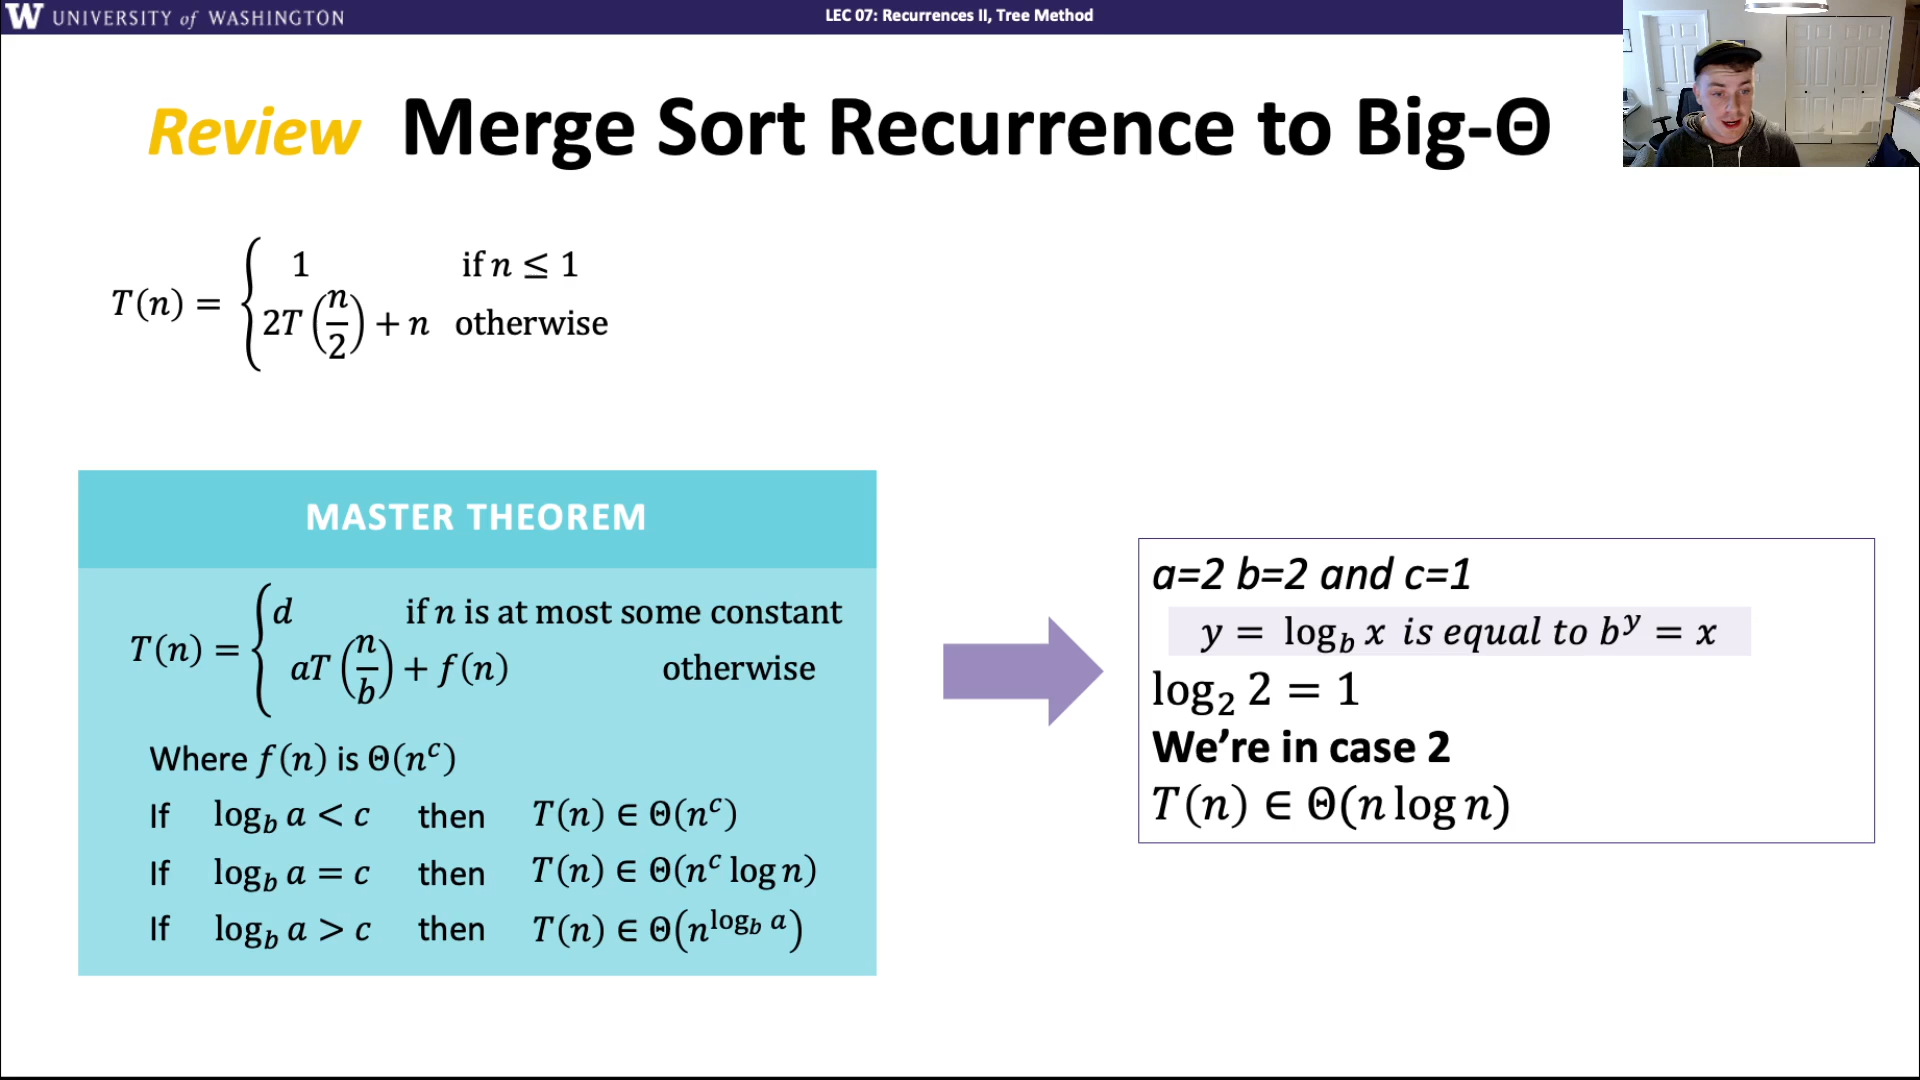 W UNIVERSITY of WASHINGTON
LEC 07: Recurrences II, Tree Method
Review Merge Sort Recurrence to Big-Θ
T(n) = { 1 if n ≤ 1
2T(n/2) + n otherwise
MASTER THEOREM
T(n) = { d if n is at most some constant
aT(n/b) + f(n) otherwise
Where f(n) is Θ(n^c)
If log_b a < c then T(n) ∈ Θ(n^c)
If log_b a = c then T(n) ∈ Θ(n^c log n)
If log_b a > c then T(n) ∈ Θ(n^{log_b a})
a=2 b=2 and c=1
y = log_b x is equal to b^y = x
log_2 2 = 1
We’re in case 2
T(n) ∈ Θ(n log n)